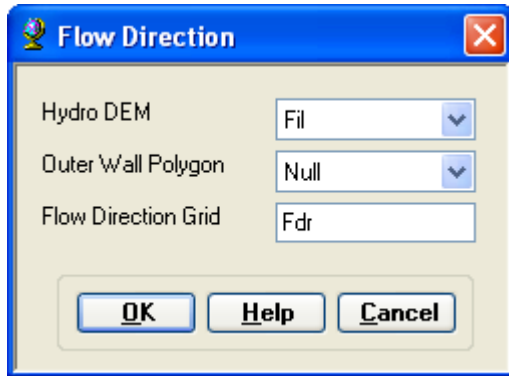 Flow Direction
Hydro DEM Fil
Outer Wall Polygon Null
Flow Direction Grid Fdr
OK Help Cancel